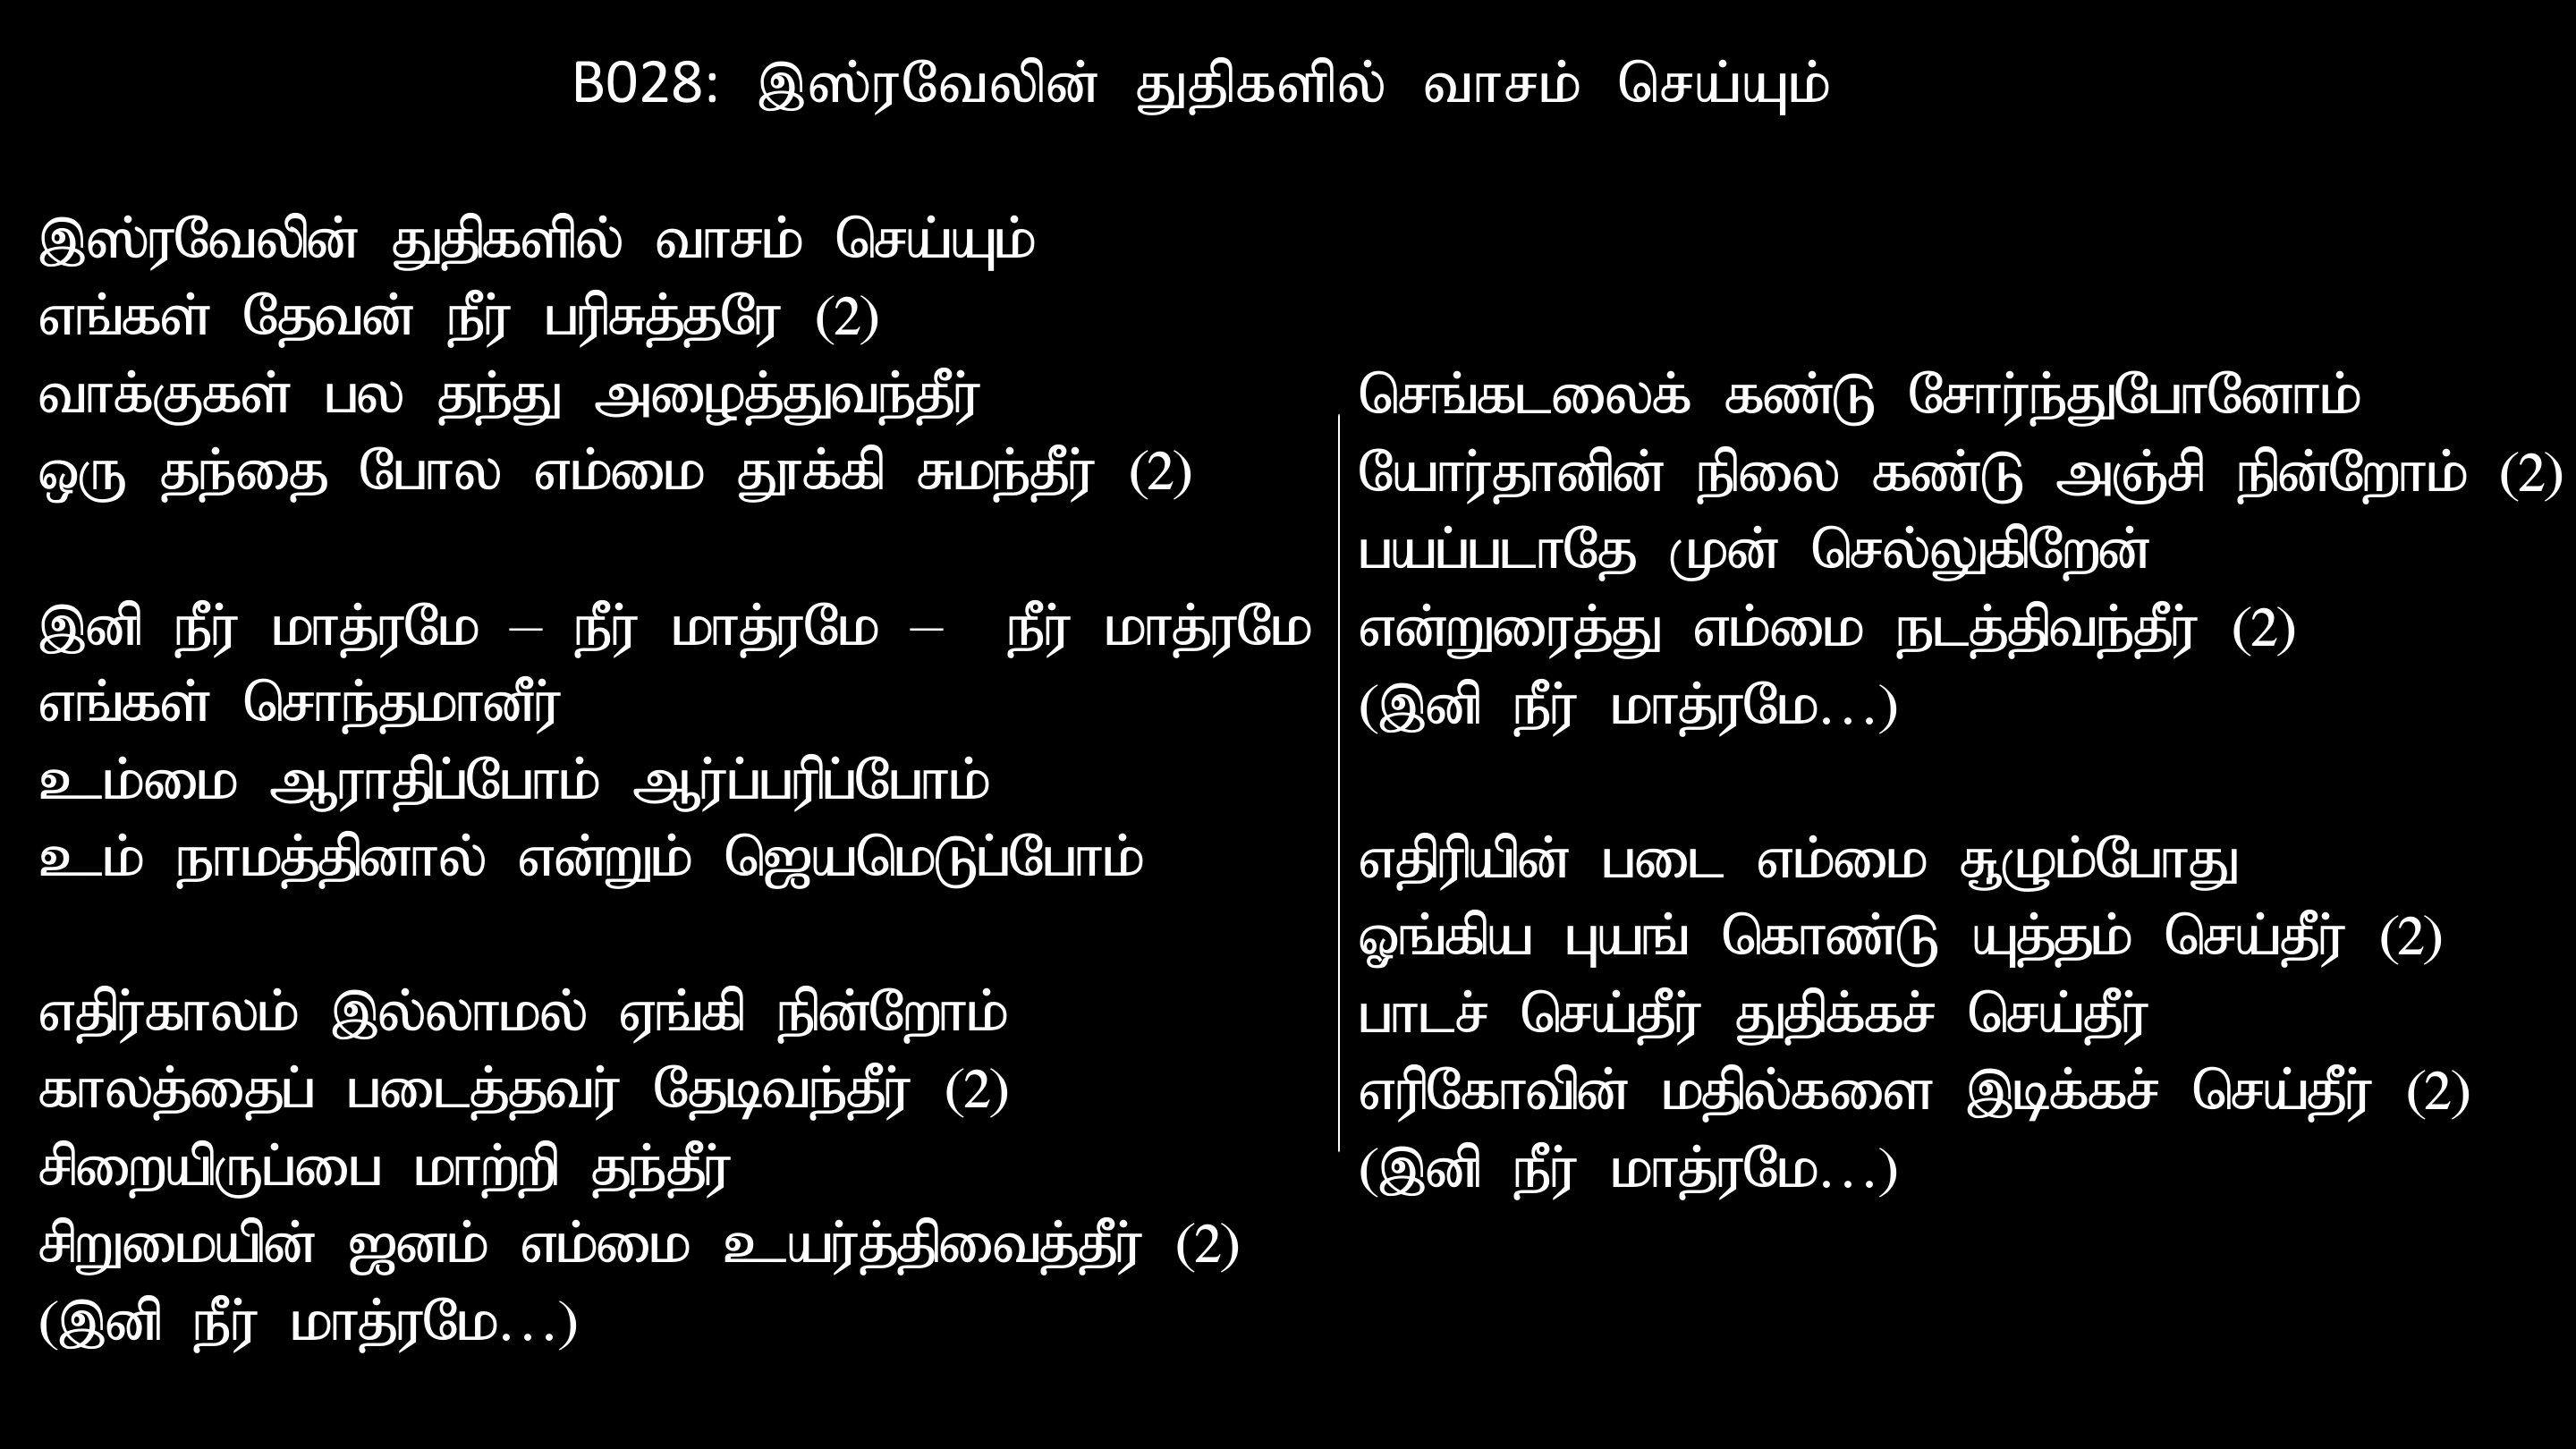 B028: இஸ்ரவேலின் துதிகளில் வாசம் செய்யும்
இஸ்ரவேலின் துதிகளில் வாசம் செய்யும்
எங்கள் தேவன் நீர் பரிசுத்தரே (2)
வாக்குகள் பல தந்து அழைத்துவந்தீர்
ஒரு தந்தை போல எம்மை தூக்கி சுமந்தீர் (2)
இனி நீர் மாத்ரமே – நீர் மாத்ரமே – நீர் மாத்ரமே
எங்கள் சொந்தமானீர்
உம்மை ஆராதிப்போம் ஆர்ப்பரிப்போம்
உம் நாமத்தினால் என்றும் ஜெயமெடுப்போம்
எதிர்காலம் இல்லாமல் ஏங்கி நின்றோம்
காலத்தைப் படைத்தவர் தேடிவந்தீர் (2)
சிறையிருப்பை மாற்றி தந்தீர்
சிறுமையின் ஜனம் எம்மை உயர்த்திவைத்தீர் (2)
(இனி நீர் மாத்ரமே...)
செங்கடலைக் கண்டு சோர்ந்துபோனோம்
யோர்தானின் நிலை கண்டு அஞ்சி நின்றோம் (2)
பயப்படாதே முன் செல்லுகிறேன்
என்றுரைத்து எம்மை நடத்திவந்தீர் (2)
(இனி நீர் மாத்ரமே...)
எதிரியின் படை எம்மை சூழும்போது
ஓங்கிய புயங் கொண்டு யுத்தம் செய்தீர் (2)
பாடச் செய்தீர் துதிக்கச் செய்தீர்
எரிகோவின் மதில்களை இடிக்கச் செய்தீர் (2)
(இனி நீர் மாத்ரமே...)